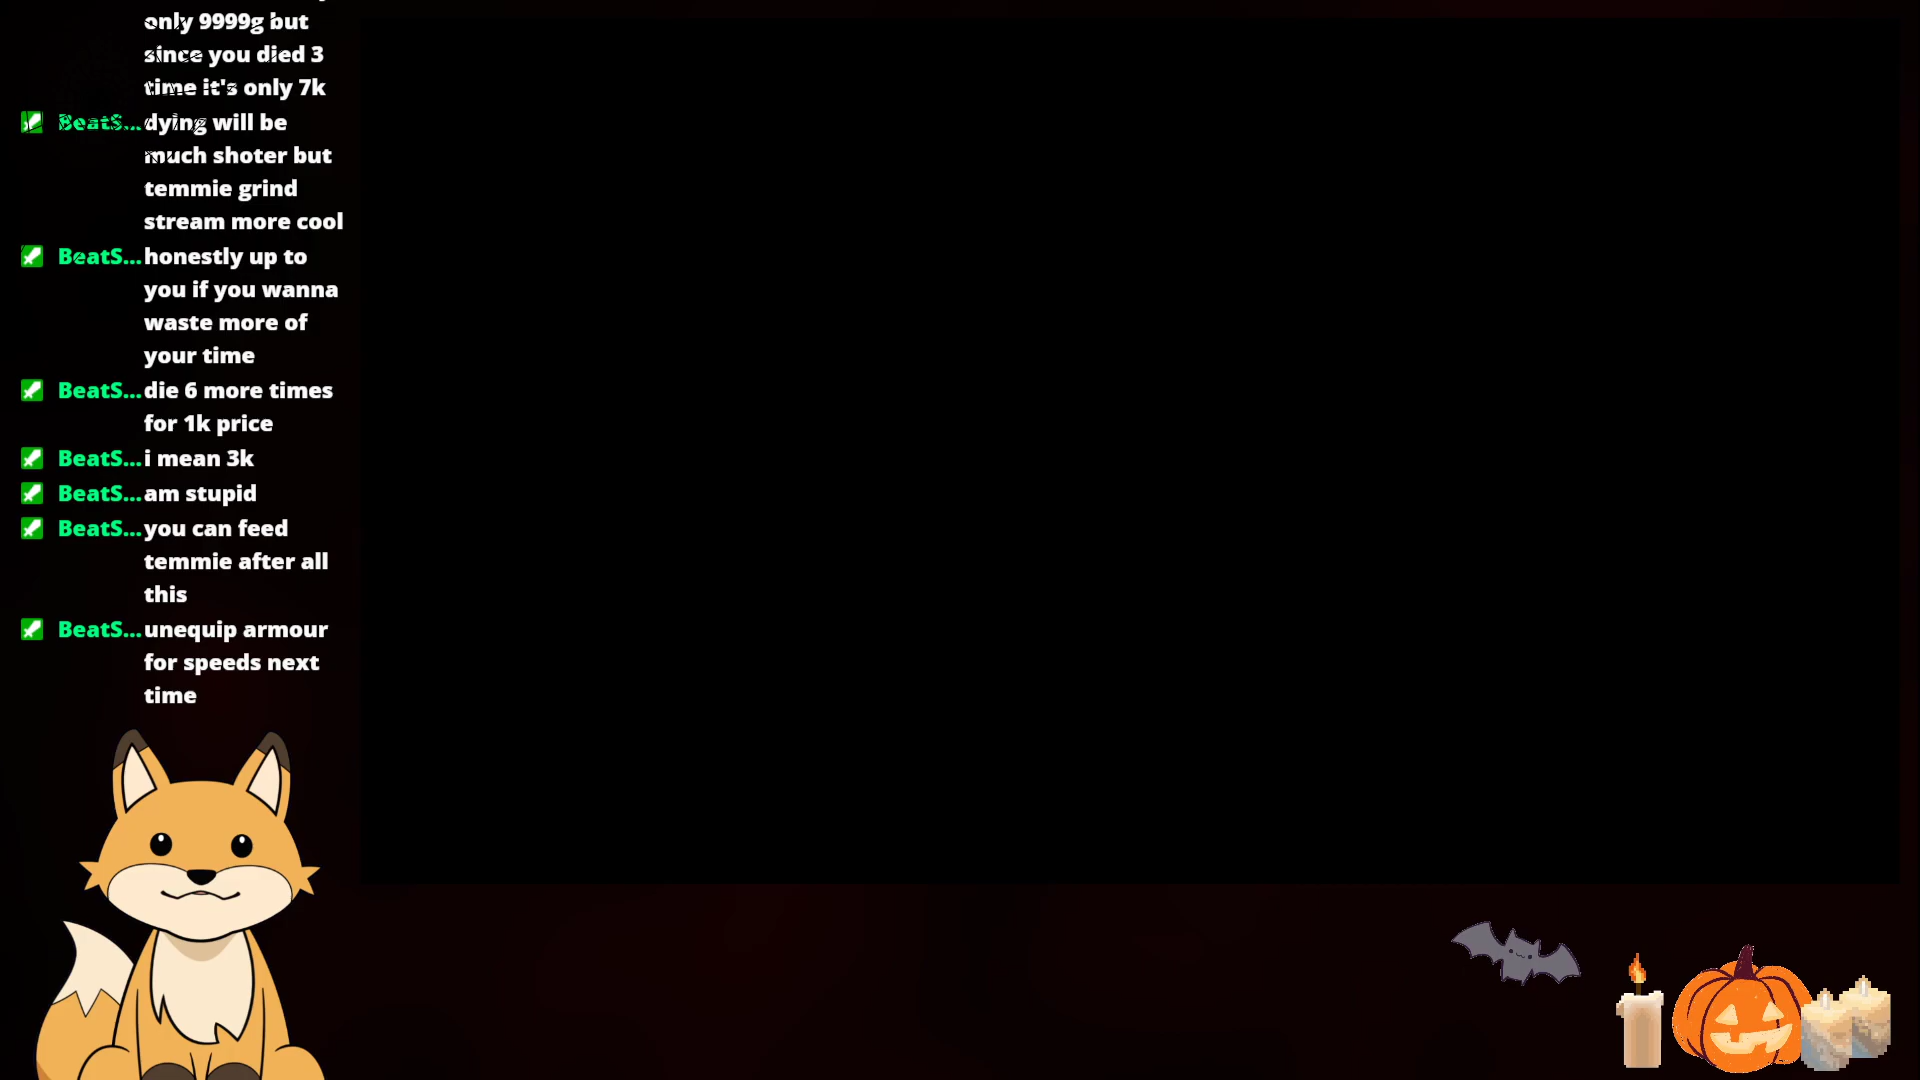 only 9999g but
since you died 3
time it's only 7k
BeatS... dying will be
much shoter but
temmie grind
stream more cool
BeatS... honestly up to
you if you wanna
waste more of
your time
BeatS... die 6 more times
for 1k price
BeatS... i mean 3k
BeatS... am stupid
BeatS... you can feed
temmie after all
this
BeatS... unequip armour
for speeds next
time